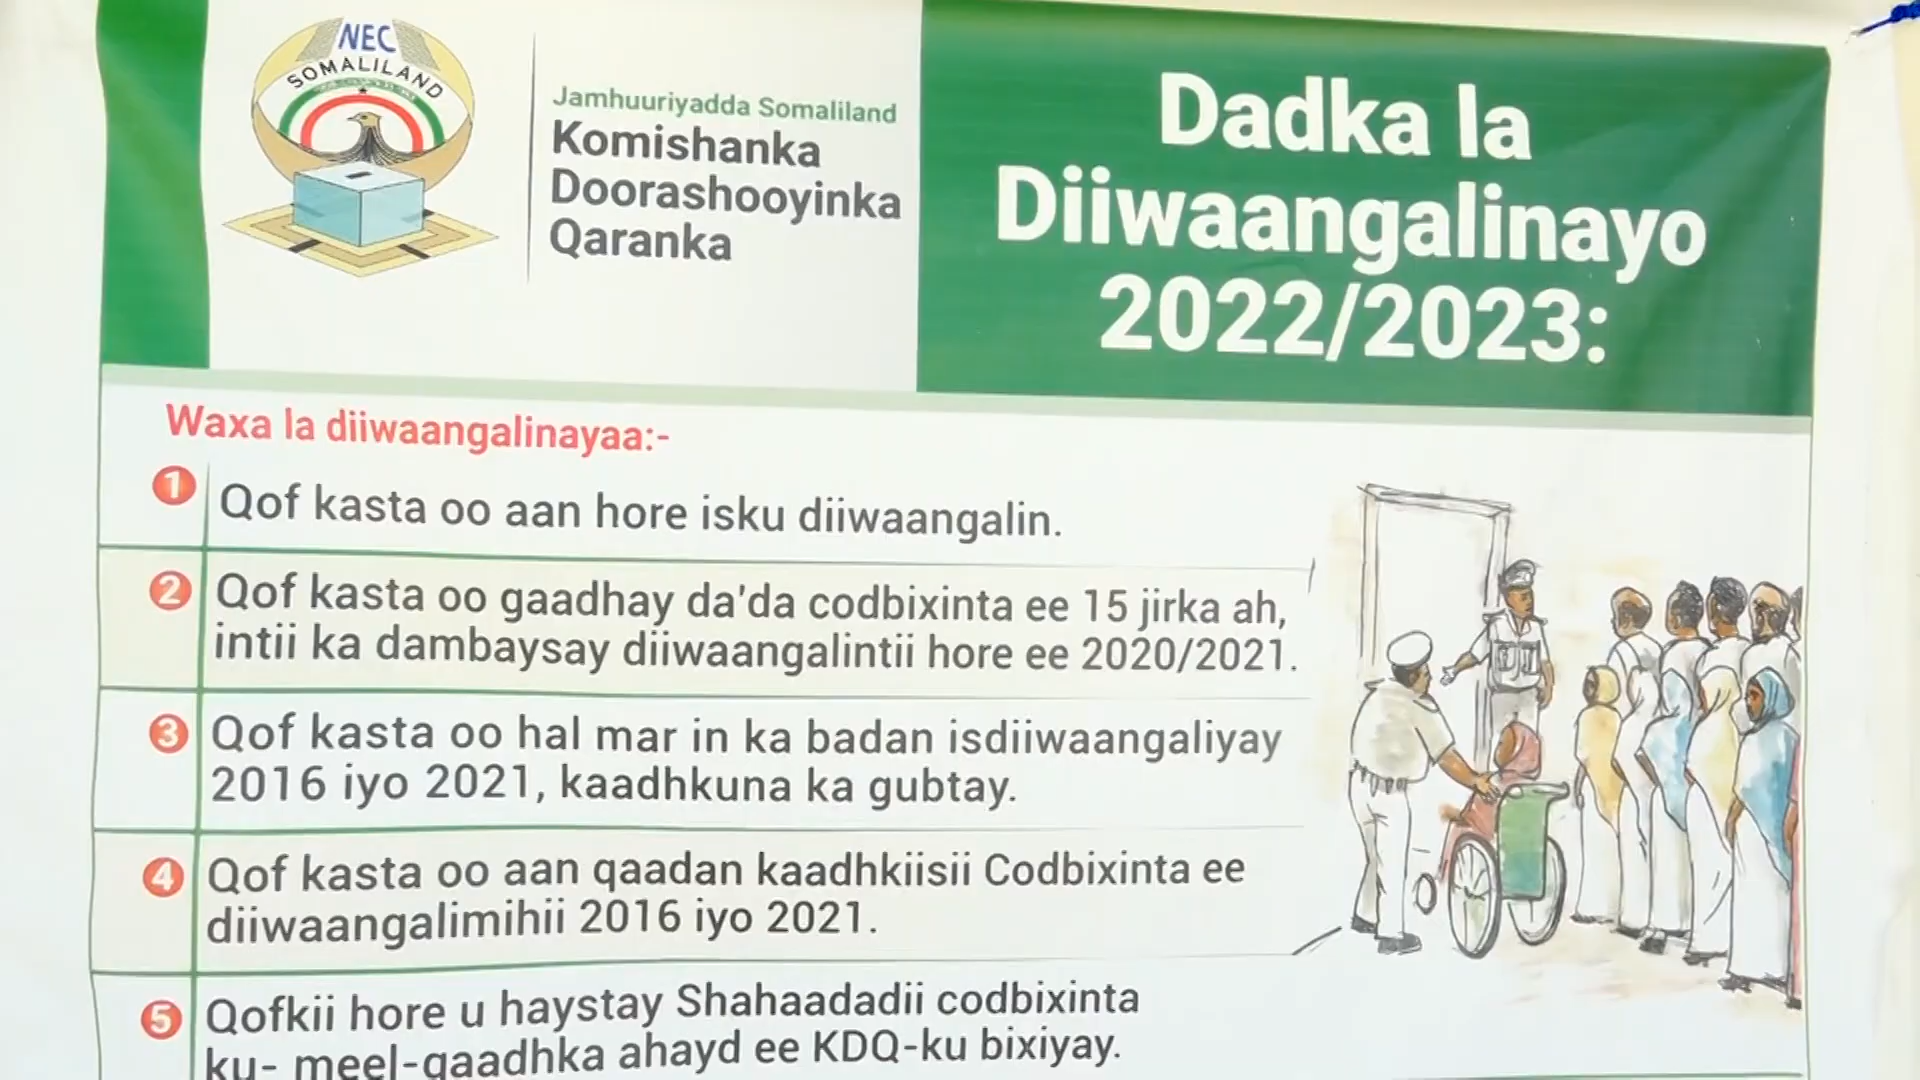 NEC
SOMALILAND
Jamhuuriyadda Somaliland
Komishanka
Doorashooyinka
Qaranka
Dadka la
Diiwaangalinayo
2022/2023:
Waxa la diiwaangalinayaa:-
1 Qof kasta oo aan hore isku diiwaangalin.
2 Qof kasta oo gaadhay da'da codbixinta ee 15 jirka ah,
intii ka dambaysay diiwaangalintii hore ee 2020/2021.
3 Qof kasta oo hal mar in ka badan isdiiwaangaliyay
2016 iyo 2021, kaadhkuna ka gubtay.
4 Qof kasta oo aan qaadan kaadhkiisii Codbixinta ee
diiwaangalimihii 2016 iyo 2021.
5 Qofkii hore u haystay Shahaadadii codbixinta
ku- meel-gaadhka ahayd ee KDQ-ku bixiyay.